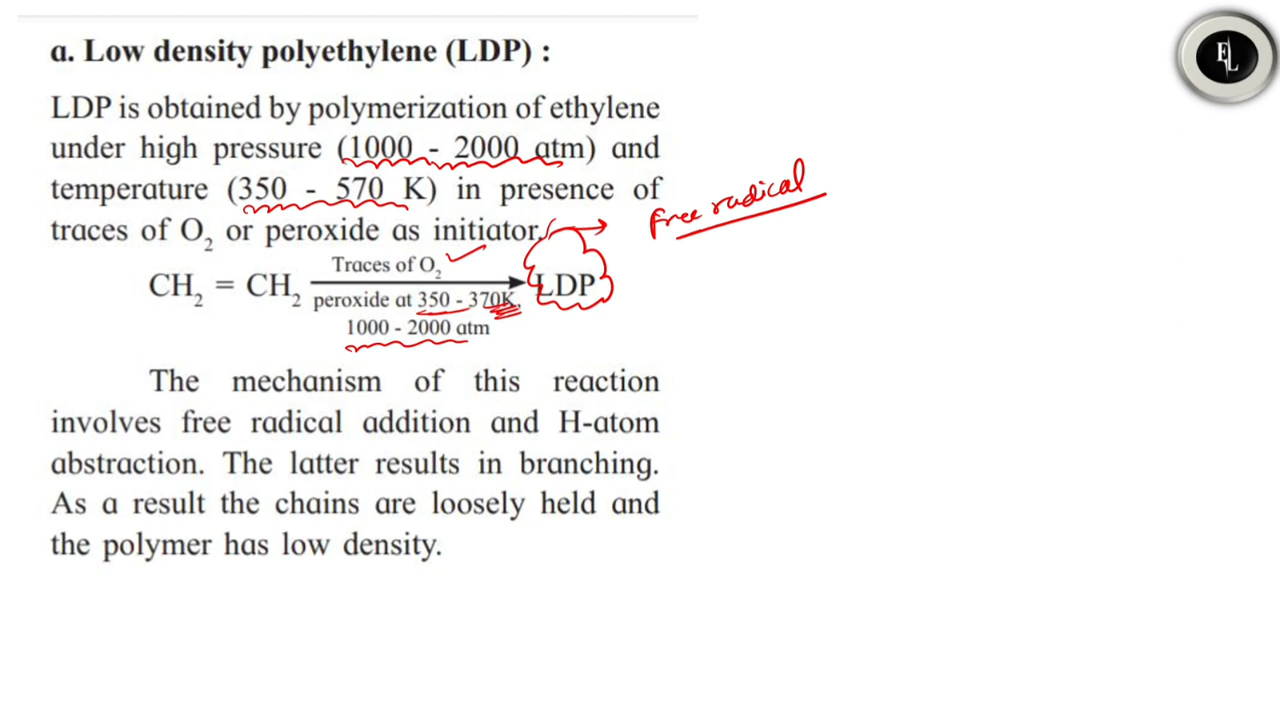 a. Low density polyethylene (LDP) :
LDP is obtained by polymerization of ethylene
under high pressure (1000 - 2000 atm) and
temperature (350 - 570 K) in presence of
traces of O₂ or peroxide as initiator.
free radical
CH₂ = CH₂ Traces of O₂ LDP
peroxide at 350 - 370K,
1000 - 2000 atm
The mechanism of this reaction
involves free radical addition and H-atom
abstraction. The latter results in branching.
As a result the chains are loosely held and
the polymer has low density.
EL